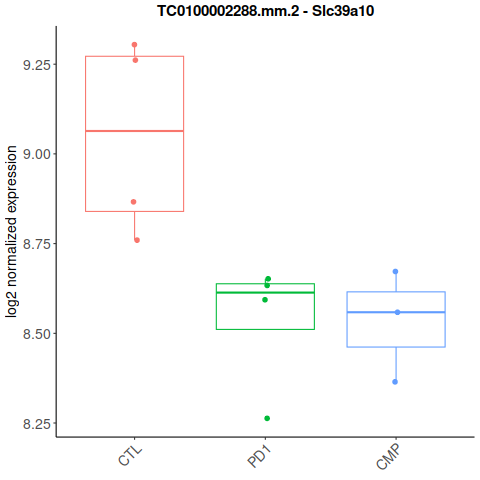 TC0100002288.mm.2 - Slc39a10
log2 normalized expression
9.25
9.00
8.75
8.50
8.25
CTL
PD1
CMP